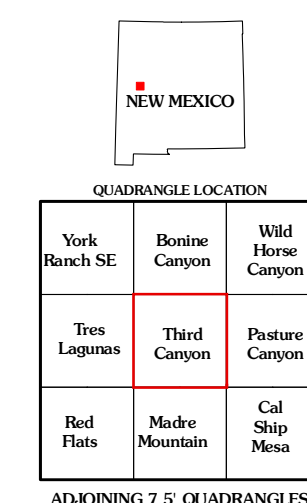 NEW MEXICO
QUADRANGLE LOCATION
York
Ranch SE
Bonine
Canyon
Wild
Horse
Canyon
Tres
Lagunas
Third
Canyon
Pasture
Canyon
Red
Flats
Madre
Mountain
Cal
Ship
Mesa
ADJOINING 7.5' QUADRANGLES